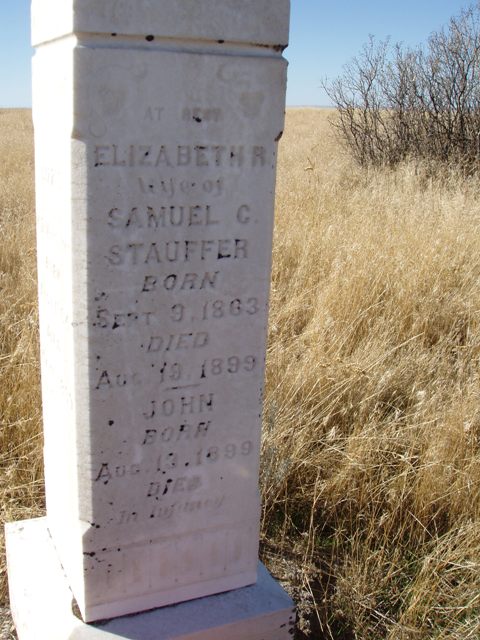 AT REST
ELIZABETH R.
Wife of
SAMUEL C.
STAUFFER
BORN
SEPT 9, 1863
DIED
AUG 19, 1899
JOHN
BORN
AUG 13, 1899
DIED
In Infancy